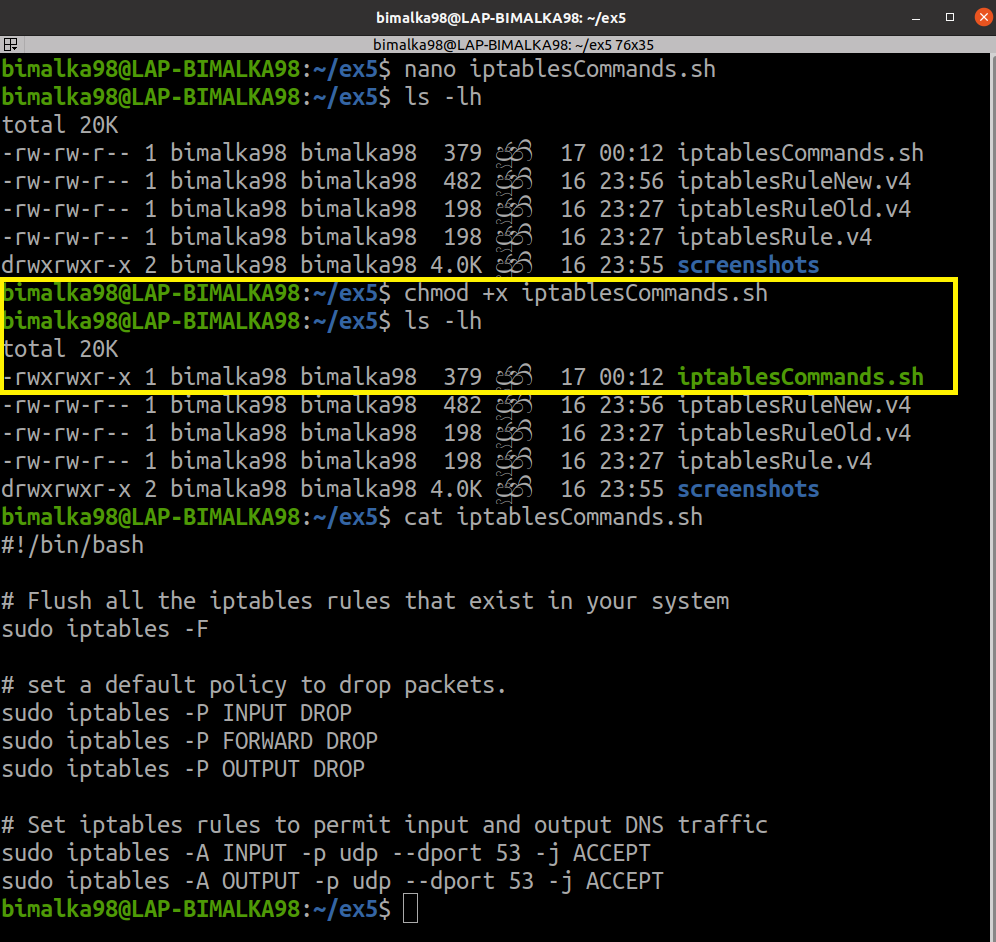 bimalka98@LAP-BIMALKA98: ~/ex5
bimalka98@LAP-BIMALKA98: ~/ex5 76x35
bimalka98@LAP-BIMALKA98:~/ex5$ nano iptablesCommands.sh
bimalka98@LAP-BIMALKA98:~/ex5$ ls -lh
total 20K
-rw-rw-r-- 1 bimalka98 bimalka98  379 17 00:12 iptablesCommands.sh
-rw-rw-r-- 1 bimalka98 bimalka98  482 16 23:56 iptablesRuleNew.v4
-rw-rw-r-- 1 bimalka98 bimalka98  198 16 23:27 iptablesRuleOld.v4
-rw-rw-r-- 1 bimalka98 bimalka98  198 16 23:27 iptablesRule.v4
drwxrwxr-x 2 bimalka98 bimalka98 4.0K 16 23:55 screenshots
bimalka98@LAP-BIMALKA98:~/ex5$ chmod +x iptablesCommands.sh
bimalka98@LAP-BIMALKA98:~/ex5$ ls -lh
total 20K
-rwxrwxr-x 1 bimalka98 bimalka98  379 17 00:12 iptablesCommands.sh
-rw-rw-r-- 1 bimalka98 bimalka98  482 16 23:56 iptablesRuleNew.v4
-rw-rw-r-- 1 bimalka98 bimalka98  198 16 23:27 iptablesRuleOld.v4
-rw-rw-r-- 1 bimalka98 bimalka98  198 16 23:27 iptablesRule.v4
drwxrwxr-x 2 bimalka98 bimalka98 4.0K 16 23:55 screenshots
bimalka98@LAP-BIMALKA98:~/ex5$ cat iptablesCommands.sh
#!/bin/bash
# Flush all the iptables rules that exist in your system
sudo iptables -F
# set a default policy to drop packets.
sudo iptables -P INPUT DROP
sudo iptables -P FORWARD DROP
sudo iptables -P OUTPUT DROP
# Set iptables rules to permit input and output DNS traffic
sudo iptables -A INPUT -p udp --dport 53 -j ACCEPT
sudo iptables -A OUTPUT -p udp --dport 53 -j ACCEPT
bimalka98@LAP-BIMALKA98:~/ex5$